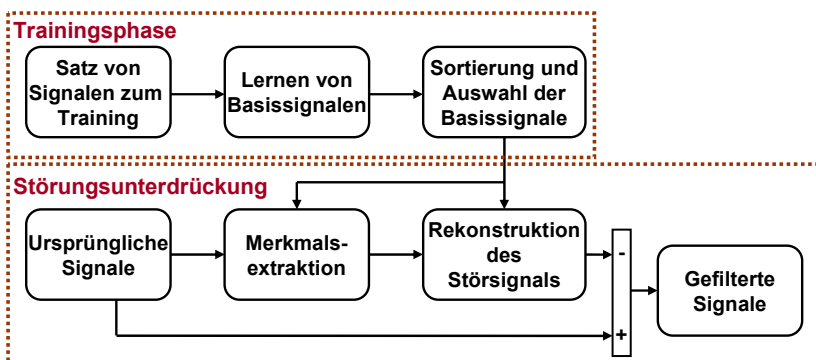 Trainingsphase
Satz von
Signalen zum
Training
Lernen von
Basissignalen
Sortierung und
Auswahl der
Basissignale
Störungsunterdrückung
Ursprüngliche
Signale
Merkmals-
extraktion
Rekonstruktion
des
Störsignals
-
+
Gefilterte
Signale